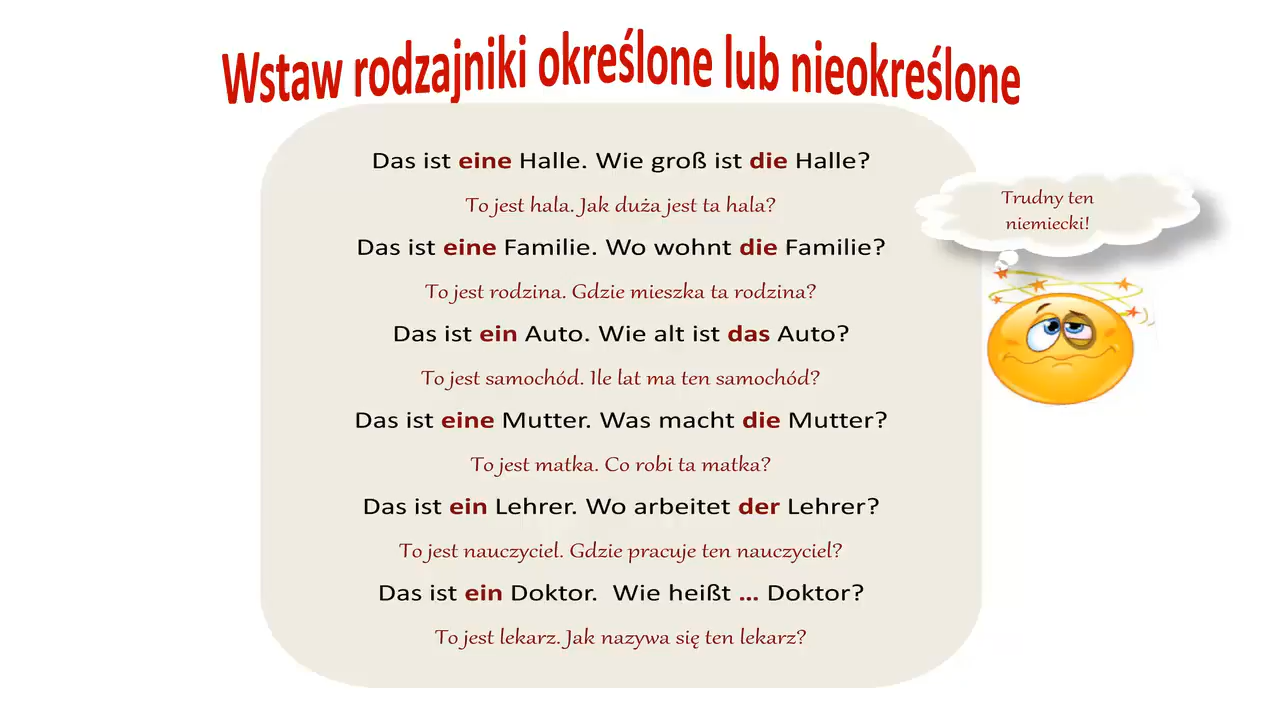 Wstaw rodzajniki określone lub nieokreślone
Das ist eine Halle. Wie groß ist die Halle?
To jest hala. Jak duża jest ta hala?
Das ist eine Familie. Wo wohnt die Familie?
To jest rodzina. Gdzie mieszka ta rodzina?
Das ist ein Auto. Wie alt ist das Auto?
To jest samochód. Ile lat ma ten samochód?
Das ist eine Mutter. Was macht die Mutter?
To jest matka. Co robi ta matka?
Das ist ein Lehrer. Wo arbeitet der Lehrer?
To jest nauczyciel. Gdzie pracuje ten nauczyciel?
Das ist ein Doktor. Wie heißt ... Doktor?
To jest lekarz. Jak nazywa się ten lekarz?
Trudny ten
niemiecki!